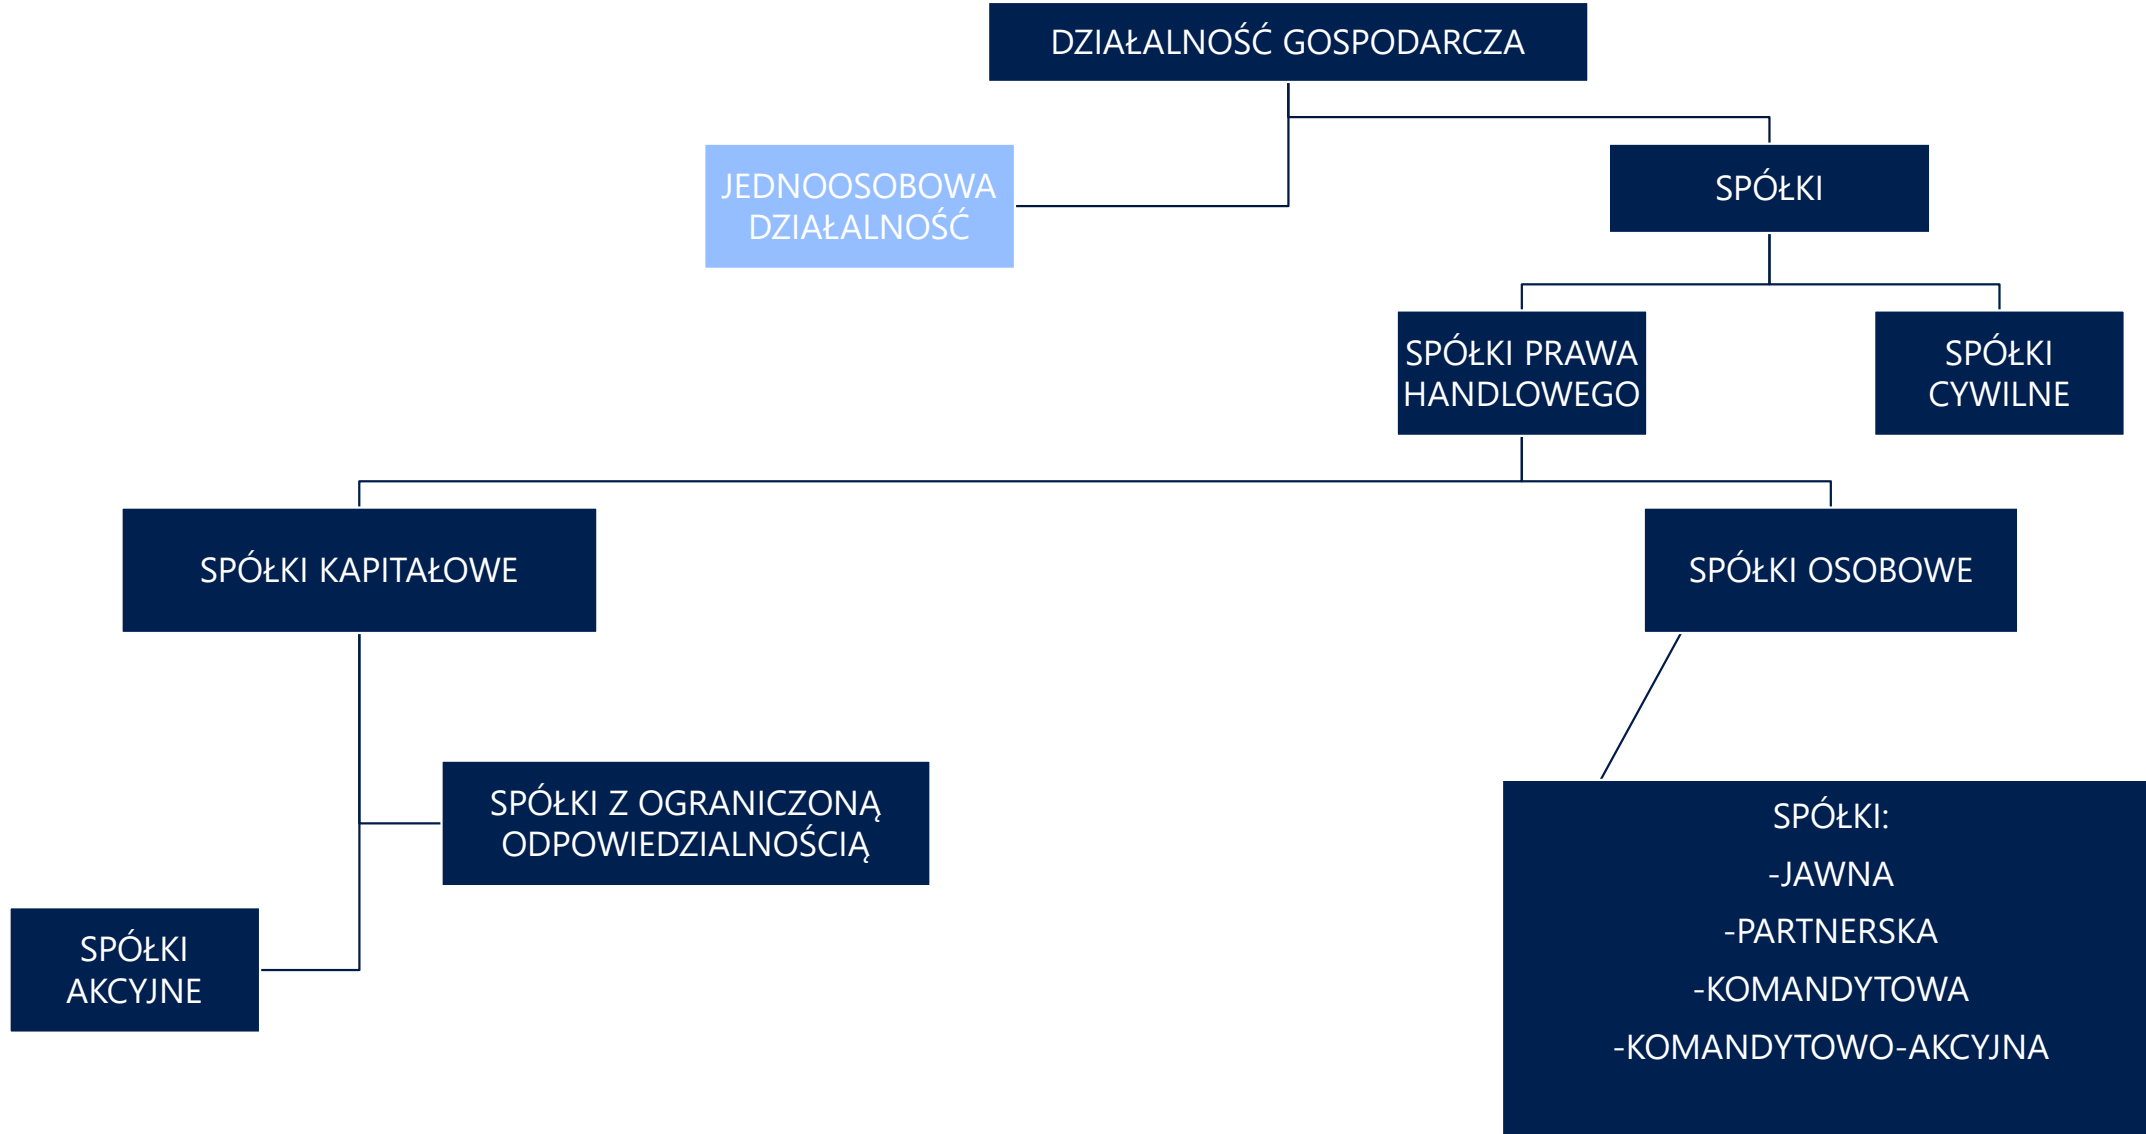 DZIAŁALNOŚĆ GOSPODARCZA
JEDNOOSOBOWA
DZIAŁALNOŚĆ
SPÓŁKI
SPÓŁKI PRAWA
HANDLOWEGO
SPÓŁKI
CYWILNE
SPÓŁKI KAPITAŁOWE
SPÓŁKI OSOBOWE
SPÓŁKI Z OGRANICZONĄ
ODPOWIEDZIALNOŚCIĄ
SPÓŁKI
AKCYJNE
SPÓŁKI:
-JAWNA
-PARTNERSKA
-KOMANDYTOWA
-KOMANDYTOWO-AKCYJNA